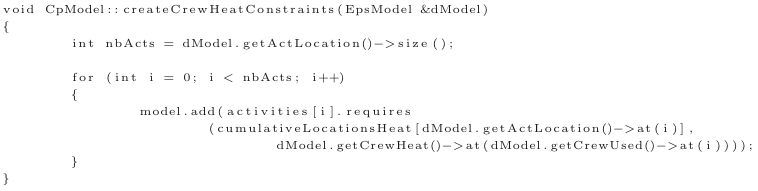 void CpModel::createCrewHeatConstraints(EpsModel &dModel)
{
int nbActs = dModel.getActLocation()->size();
for (int i = 0; i < nbActs; i++)
{
model.add(activities[i].requires
(cumulativeLocationsHeat[dModel.getActLocation()->at(i)],
dModel.getCrewHeat()->at(dModel.getCrewUsed()->at(i))));
}
}